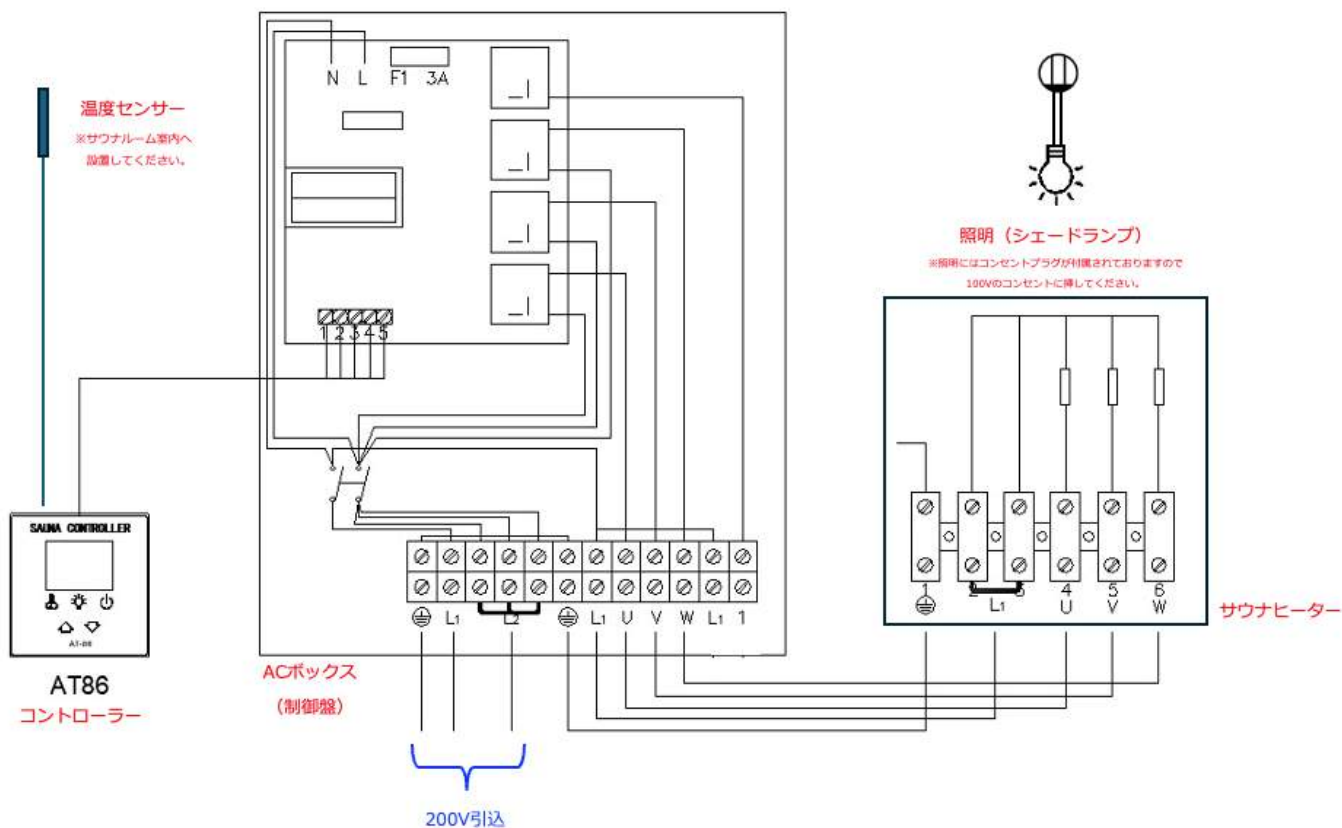 N L F1 3A
温度センサー
※サウナルーム室内へ
設置してください。
1 2 3 4 5
照明（シェードランプ）
※照明にはコンセントプラグが付属されておりますので
100Vのコンセントに挿してください。
SAUNA CONTROLLER
AT86
コントローラー
L1 L2 L1 U V W L1 1
ACボックス
（制御盤）
200V引込
1 2 3 4 5 6
L1 U V W
サウナヒーター